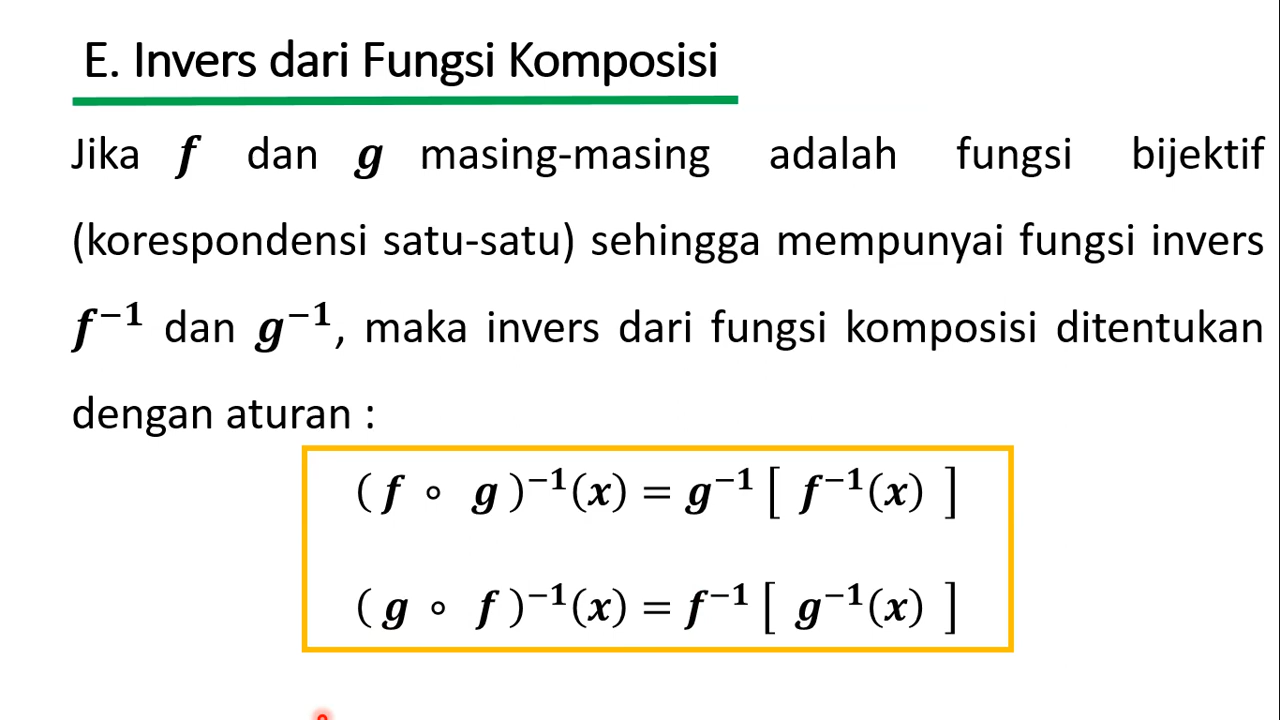 E. Invers dari Fungsi Komposisi
Jika f dan g masing-masing adalah fungsi bijektif
(korespondensi satu-satu) sehingga mempunyai fungsi invers
f⁻¹ dan g⁻¹, maka invers dari fungsi komposisi ditentukan
dengan aturan :
( f ∘ g )⁻¹(x) = g⁻¹ [ f⁻¹(x) ]
( g ∘ f )⁻¹(x) = f⁻¹ [ g⁻¹(x) ]